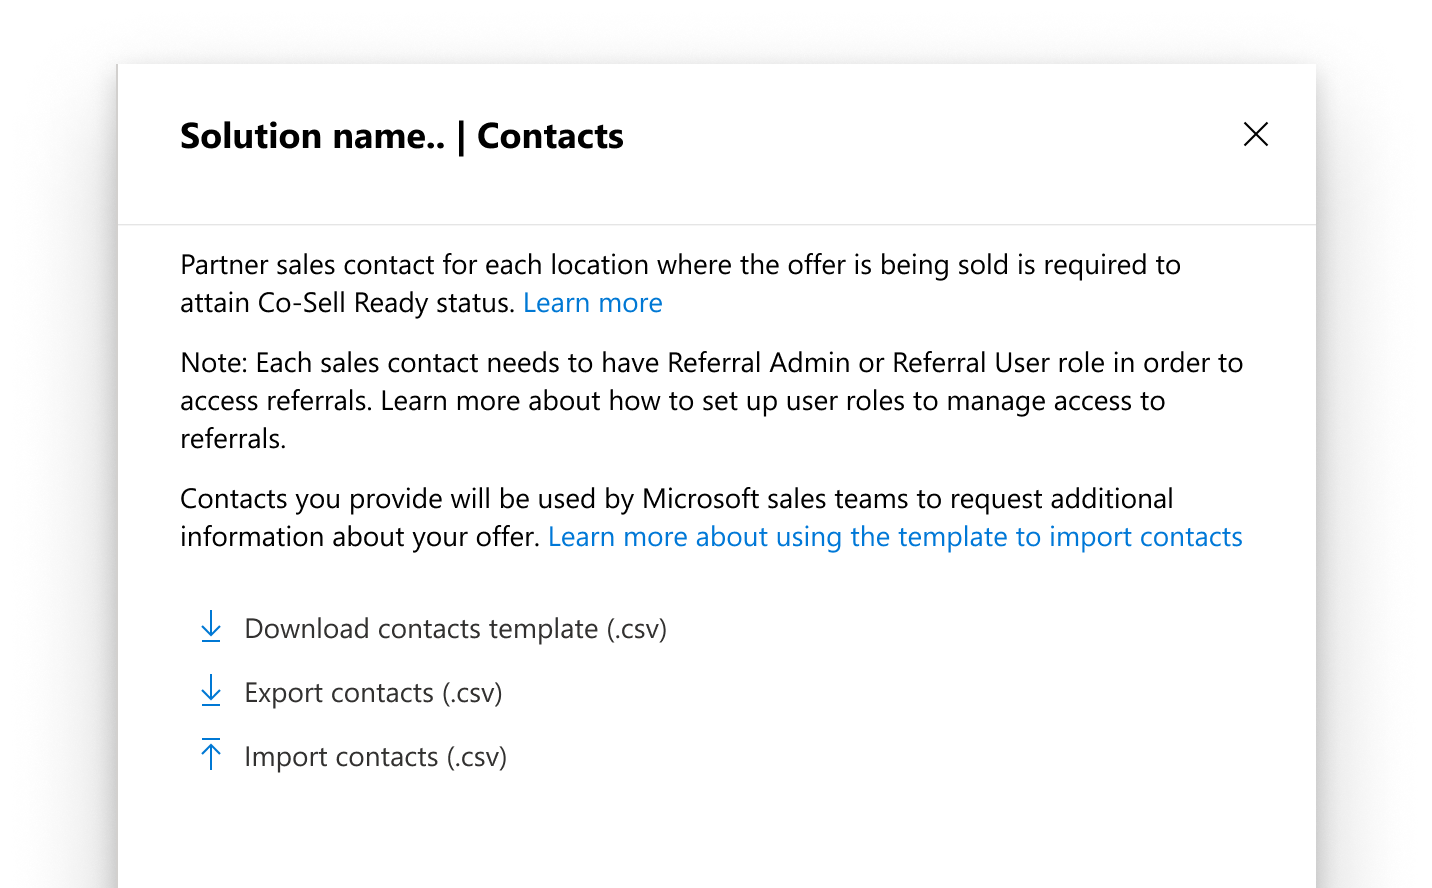 Solution name.. | Contacts
Partner sales contact for each location where the offer is being sold is required to
attain Co-Sell Ready status. Learn more
Note: Each sales contact needs to have Referral Admin or Referral User role in order to
access referrals. Learn more about how to set up user roles to manage access to
referrals.
Contacts you provide will be used by Microsoft sales teams to request additional
information about your offer. Learn more about using the template to import contacts
Download contacts template (.csv)
Export contacts (.csv)
Import contacts (.csv)